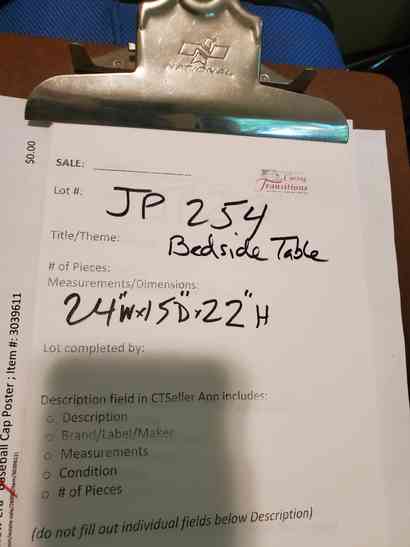 NATIONAL
SALE:
Caring
Transitions
Lot #:
JP 254
Title/Theme:
Bedside Table
# of Pieces:
Measurements/Dimensions:
24"Wx15D"x22"H
Lot completed by:
Description field in CTSeller App includes:
o Description
o Brand/Label/Maker
o Measurements
o Condition
o # of Pieces
(do not fill out individual fields below Description)
$0.00
Baseball Cap Poster ; Item #: 3039611